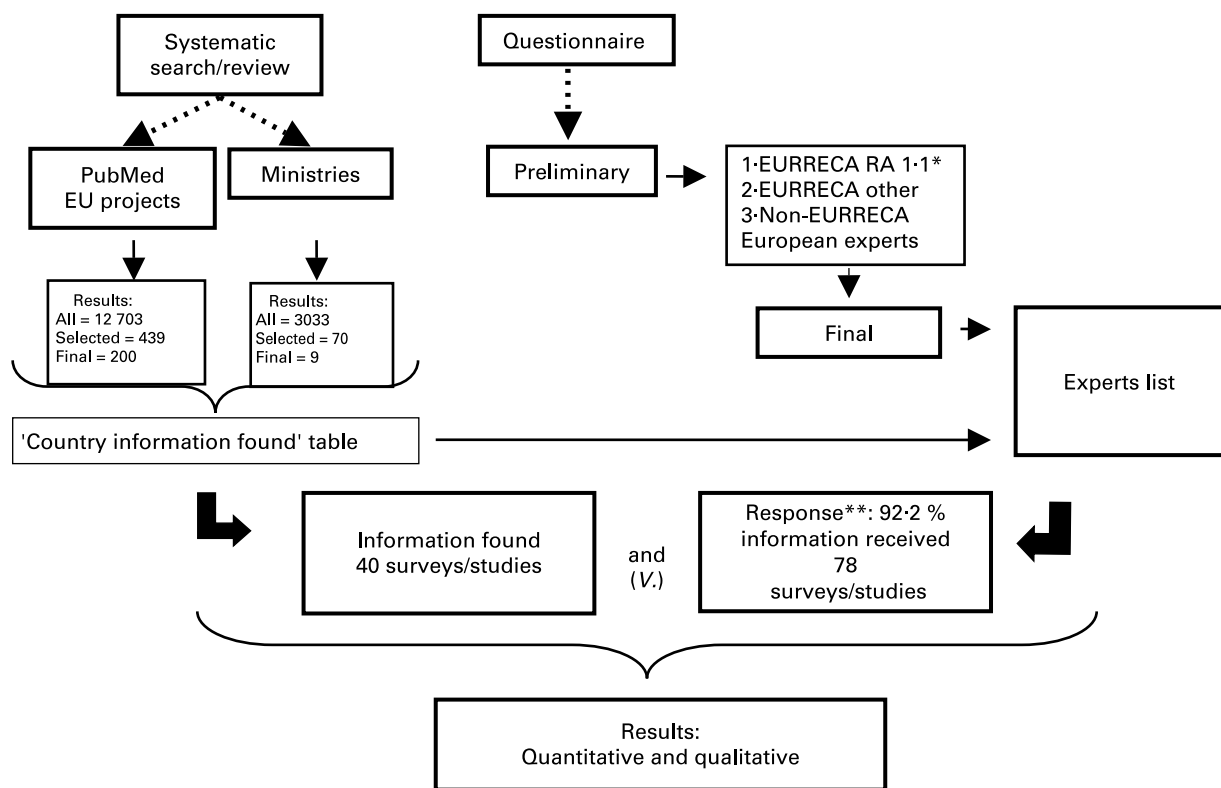 Systematic
search/review
Questionnaire
PubMed
EU projects
Ministries
Preliminary
1·EURRECA RA 1·1*
2·EURRECA other
3·Non-EURRECA
European experts
Results:
All = 12 703
Selected = 439
Final = 200
Results:
All = 3033
Selected = 70
Final = 9
Final
Experts list
'Country information found' table
Information found
40 surveys/studies
and
(V.)
Response**: 92·2 %
information received
78
surveys/studies
Results:
Quantitative and qualitative